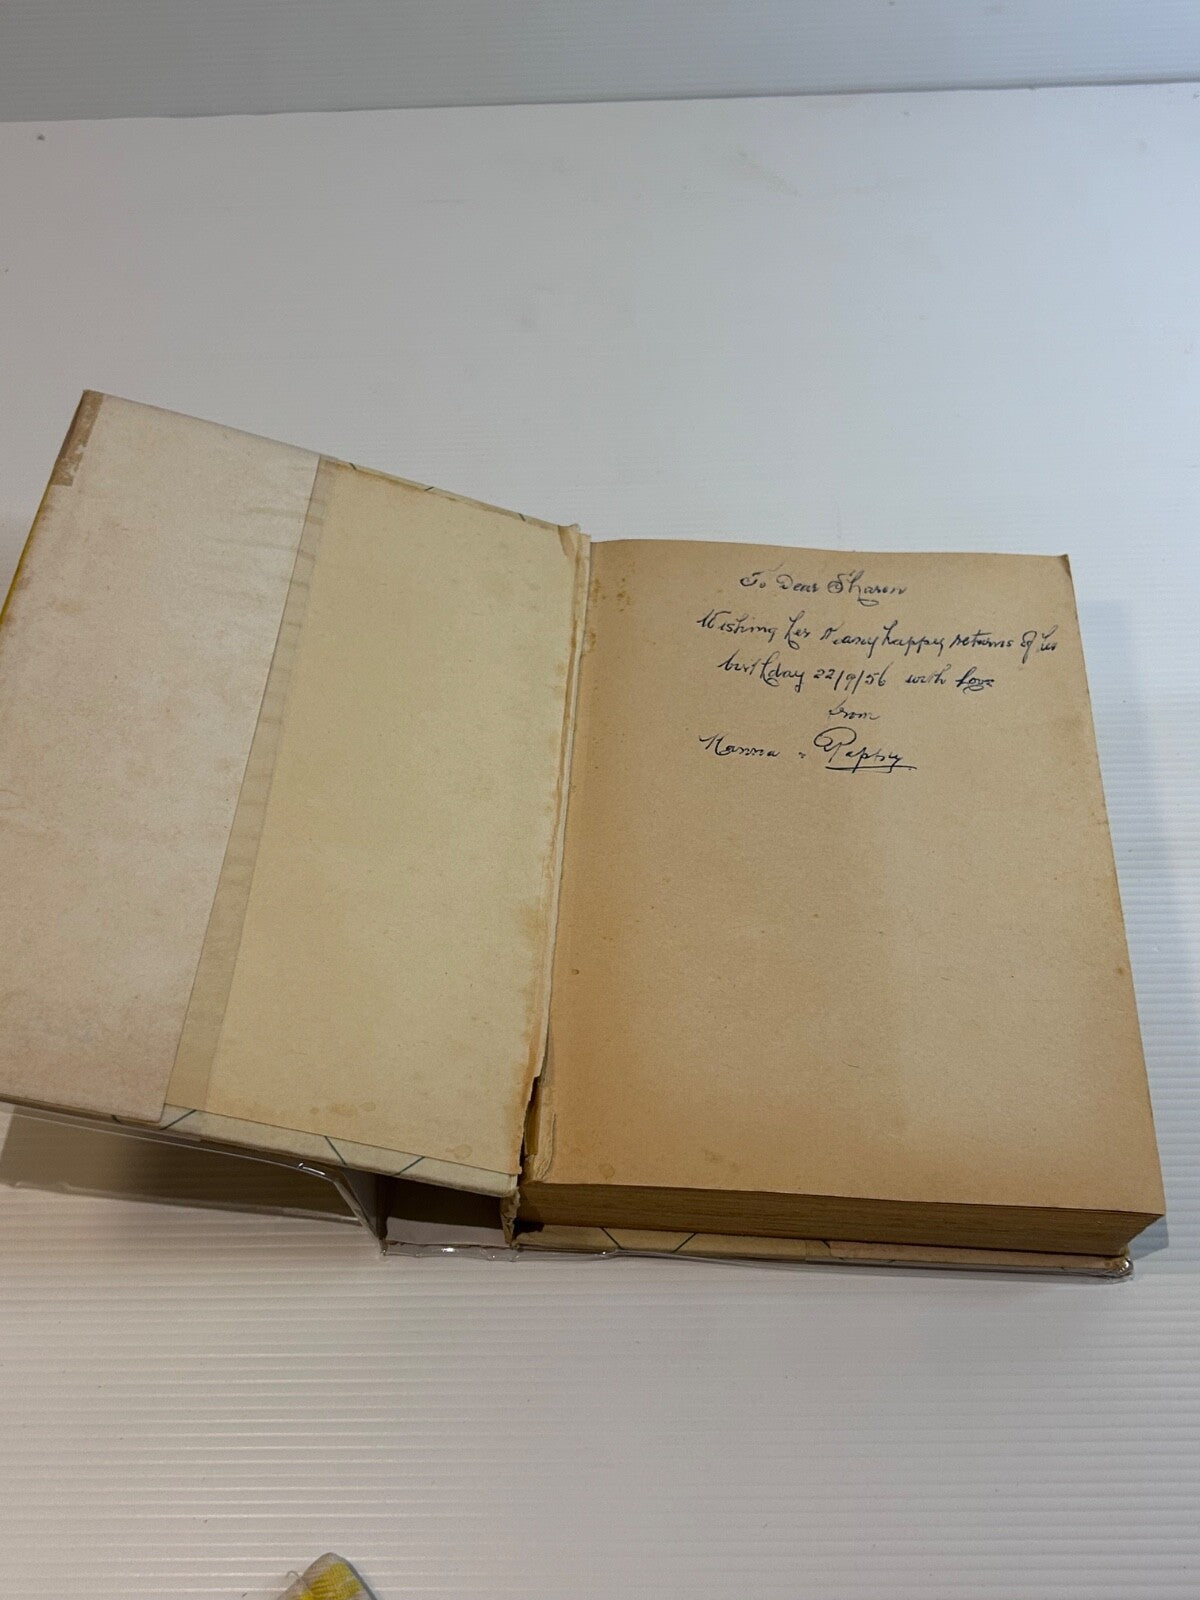 To Dear Sharon
Wishing her Many happy returns of her
birthday 22/9/56 with love
from
Nanna & Pappy